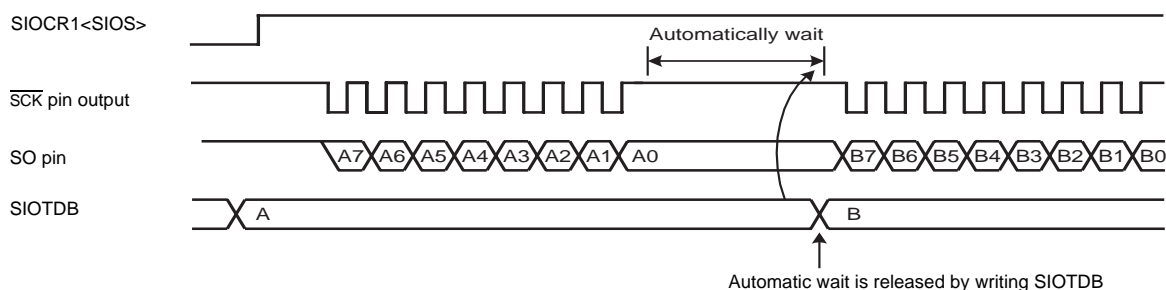 SIOCR1<SIOS>
Automatically wait
SCK pin output
SO pin
A7 A6 A5 A4 A3 A2 A1 A0 B7 B6 B5 B4 B3 B2 B1 B0
SIOTDB
A B
Automatic wait is released by writing SIOTDB